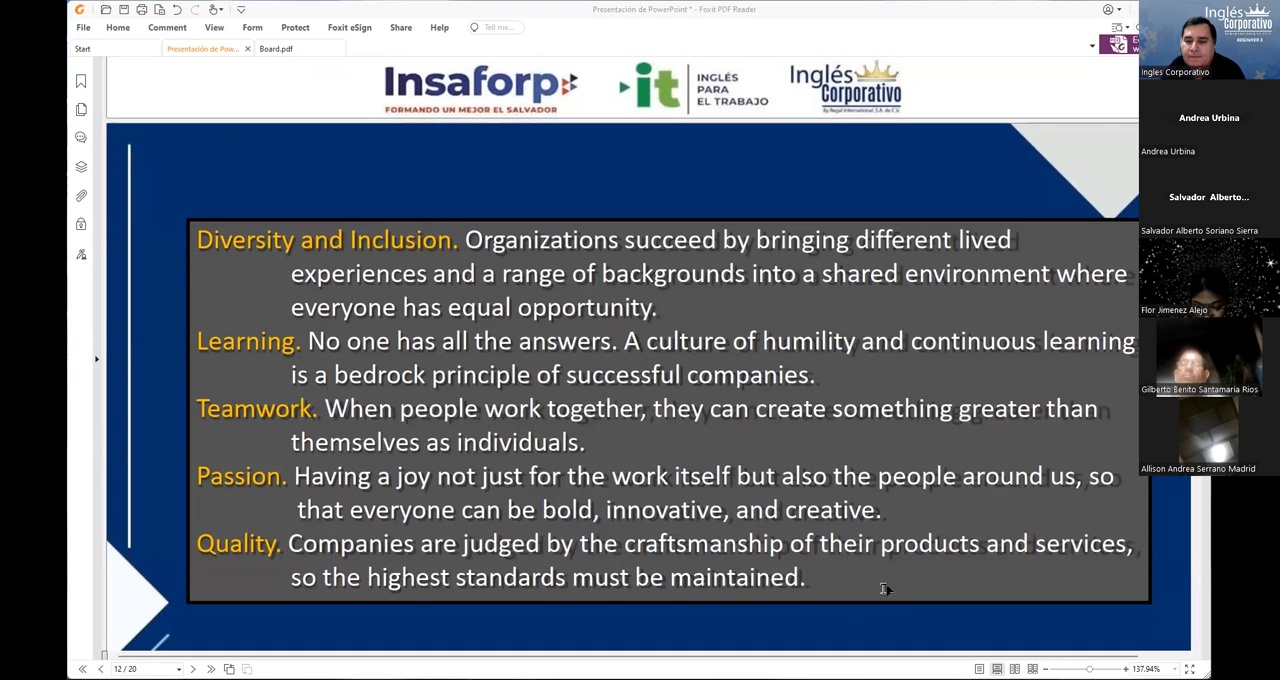 Presentación de PowerPoint * - Foxit PDF Reader
File Home Comment View Form Protect Foxit eSign Share Help Tell me...
Start Presentación de Pow... Board.pdf
Insaforp
FORMANDO UN MEJOR EL SALVADOR
it
INGLÉS
PARA
EL TRABAJO
Inglés
Corporativo
By Regal International, S.A. de C.V.
Diversity and Inclusion. Organizations succeed by bringing different lived
experiences and a range of backgrounds into a shared environment where
everyone has equal opportunity.
Learning. No one has all the answers. A culture of humility and continuous learning
is a bedrock principle of successful companies.
Teamwork. When people work together, they can create something greater than
themselves as individuals.
Passion. Having a joy not just for the work itself but also the people around us, so
that everyone can be bold, innovative, and creative.
Quality. Companies are judged by the craftsmanship of their products and services,
so the highest standards must be maintained.
12 / 20
137.94%
Inglés
Corporativo
BEGINNER 5
Ingles Corporativo
Andrea Urbina
Andrea Urbina
Salvador Alberto...
Salvador Alberto Soriano Sierra
Flor Jimenez Alejo
Gilberto Benito Santamaria Rios
Allison Andrea Serrano Madrid